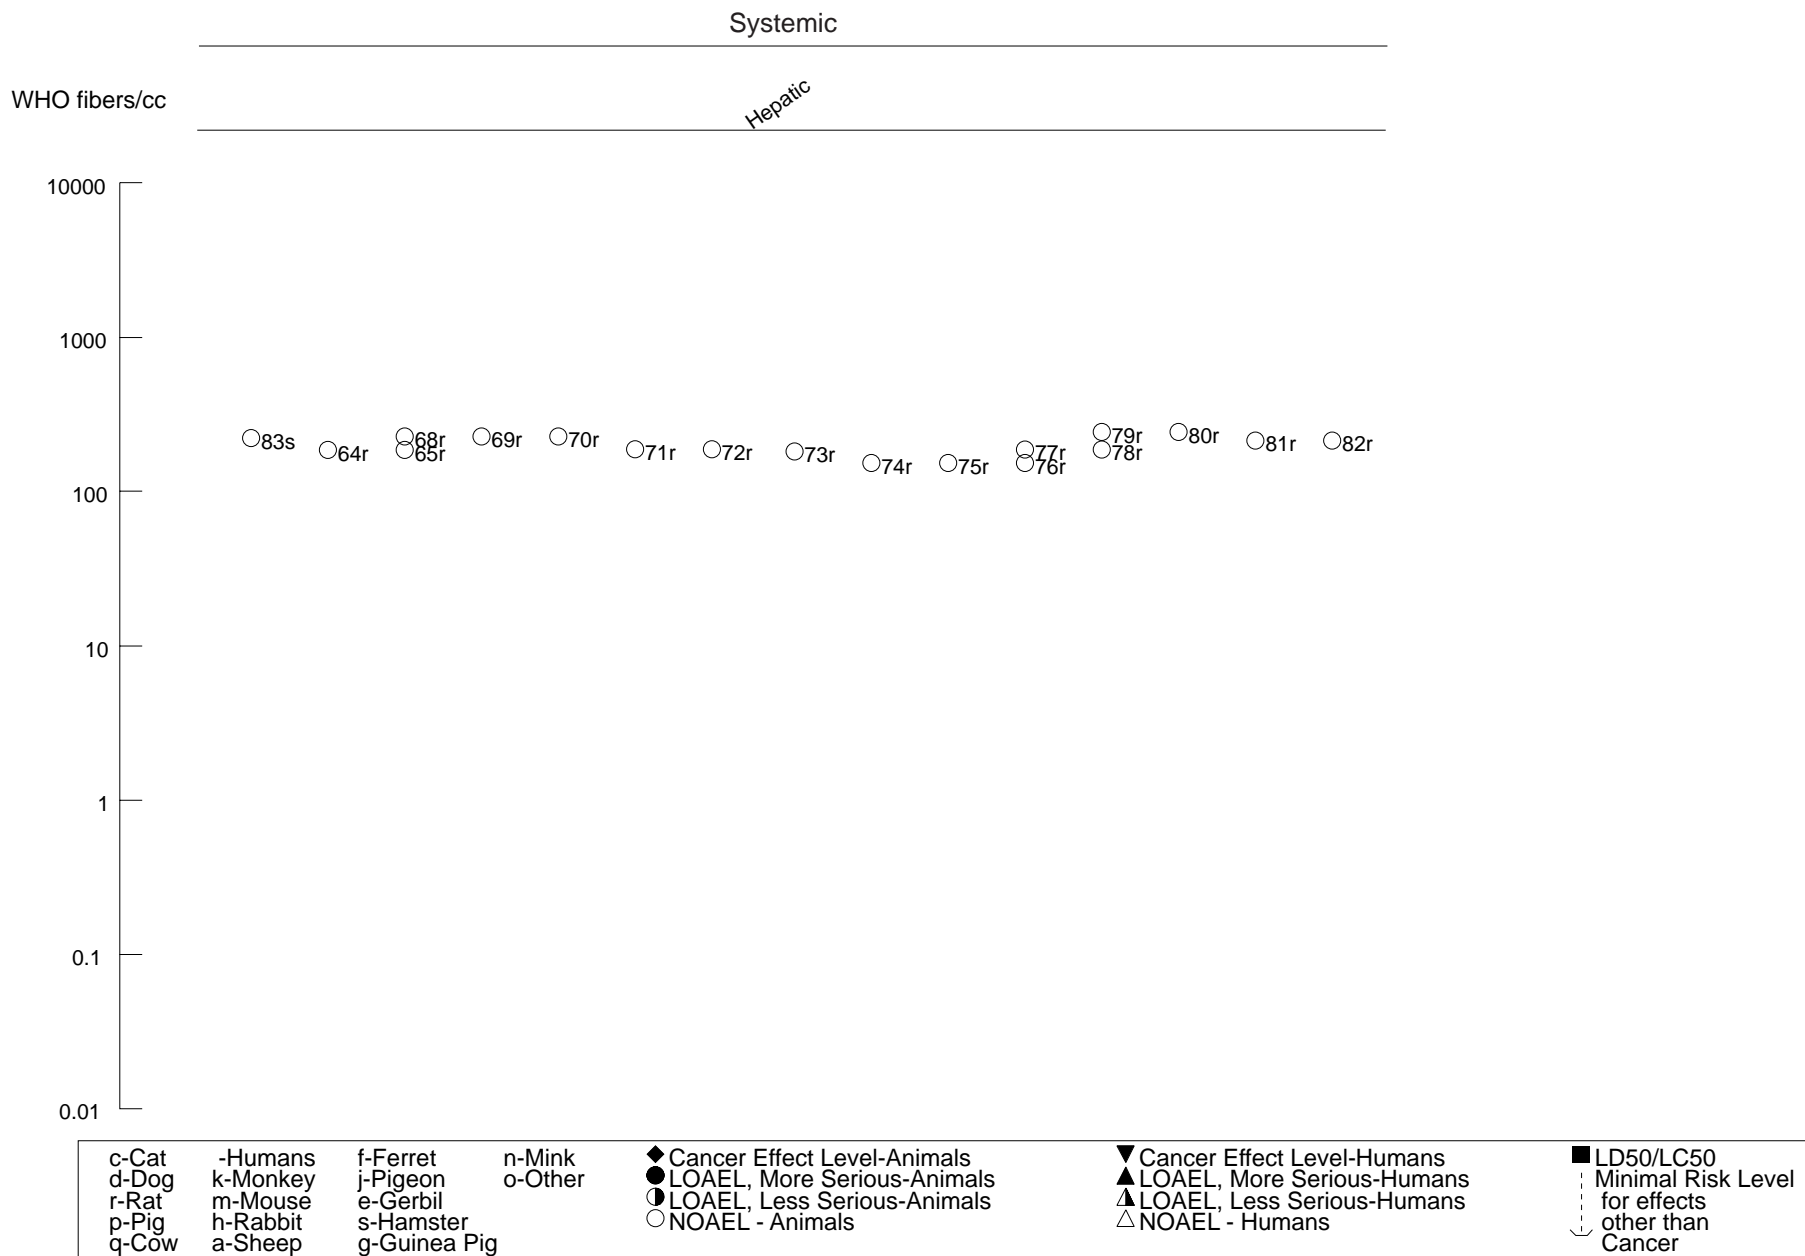 Systemic
WHO fibers/cc
Hepatic
10000
1000
83s 64r 68r 65r 69r 70r 71r 72r 73r 74r 75r 77r 76r 79r 78r 80r 81r 82r
100
10
1
0.1
0.01
c-Cat -Humans f-Ferret n-Mink Cancer Effect Level-Animals Cancer Effect Level-Humans LD50/LC50
d-Dog k-Monkey j-Pigeon o-Other LOAEL, More Serious-Animals LOAEL, More Serious-Humans Minimal Risk Level
r-Rat m-Mouse e-Gerbil LOAEL, Less Serious-Animals LOAEL, Less Serious-Humans for effects
p-Pig h-Rabbit s-Hamster NOAEL - Animals NOAEL - Humans other than
q-Cow a-Sheep g-Guinea Pig Cancer